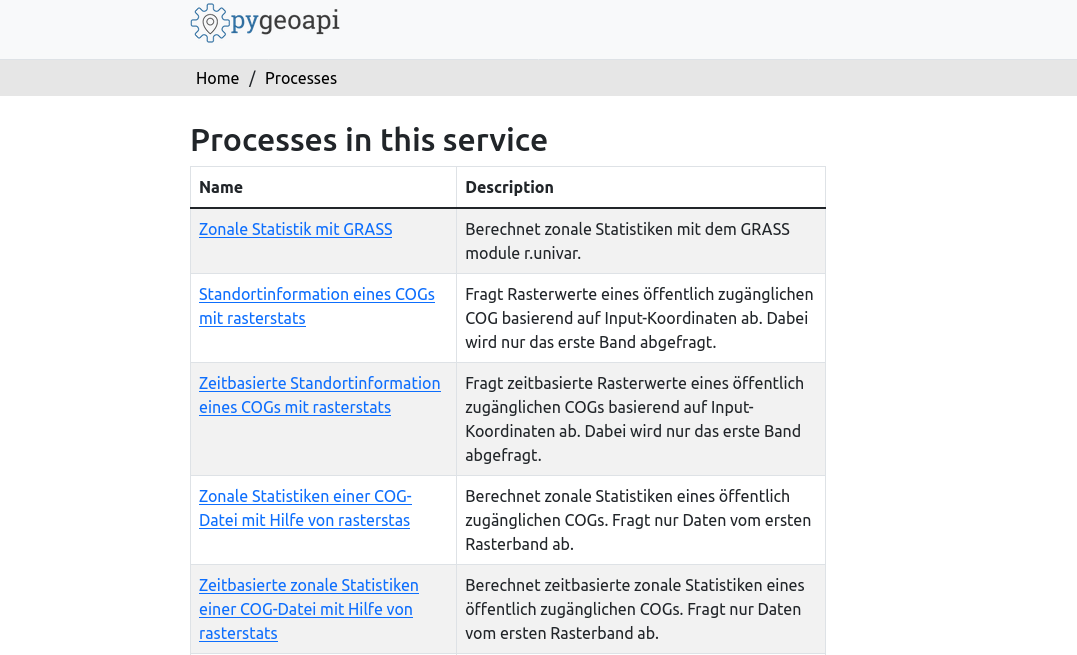 pygeoapi
Home / Processes
Processes in this service
Name Description
Zonale Statistik mit GRASS
Berechnet zonale Statistiken mit dem GRASS
module r.univar.
Standortinformation eines COGs
mit rasterstats
Fragt Rasterwerte eines öffentlich zugänglichen
COG basierend auf Input-Koordinaten ab. Dabei
wird nur das erste Band abgefragt.
Zeitbasierte Standortinformation
eines COGs mit rasterstats
Fragt zeitbasierte Rasterwerte eines öffentlich
zugänglichen COGs basierend auf Input-
Koordinaten ab. Dabei wird nur das erste Band
abgefragt.
Zonale Statistiken einer COG-
Datei mit Hilfe von rasterstas
Berechnet zonale Statistiken eines öffentlich
zugänglichen COGs. Fragt nur Daten vom ersten
Rasterband ab.
Zeitbasierte zonale Statistiken
einer COG-Datei mit Hilfe von
rasterstats
Berechnet zeitbasierte zonale Statistiken eines
öffentlich zugänglichen COGs. Fragt nur Daten
vom ersten Rasterband ab.